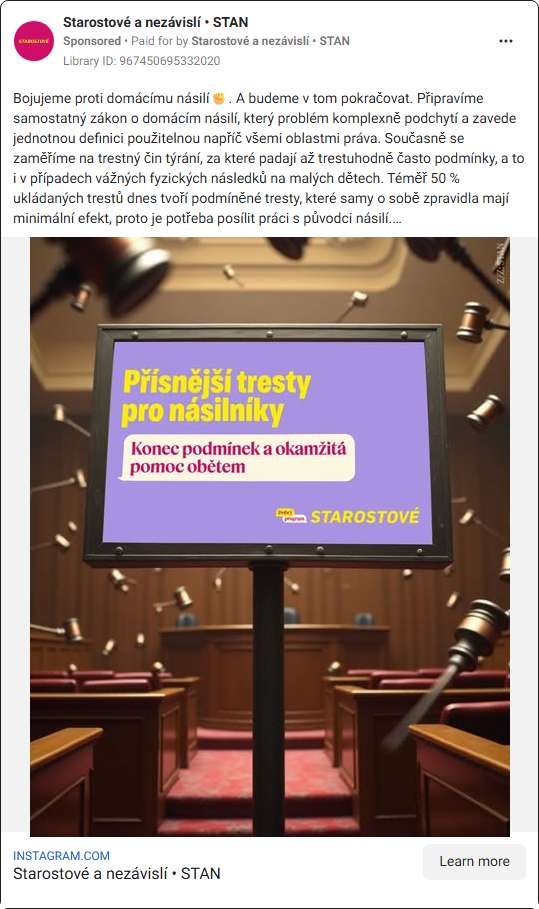 Starostové a nezávislí • STAN
Sponsored • Paid for by Starostové a nezávislí • STAN
Library ID: 967450695332020
STAROSTOVÉ
Bojujeme proti domácímu násilí✊. A budeme v tom pokračovat. Připravíme
samostatný zákon o domácím násilí, který problém komplexně podchytí a zavede
jednotnou definici použitelnou napříč všemi oblastmi práva. Současně se
zaměříme na trestný čin týrání, za které padají až trestuhodně často podmínky, a to
i v případech vážných fyzických následků na malých dětech. Téměř 50 %
ukládaných trestů dnes tvoří podmíněné tresty, které samy o sobě zpravidla mají
minimální efekt, proto je potřeba posílit práci s původci násilí....
Přísnější tresty
pro násilníky
Konec podmínek a okamžitá
pomoc obětem
Dobrý
program
STAROSTOVÉ
INSTAGRAM.COM
Starostové a nezávislí • STAN
Learn more